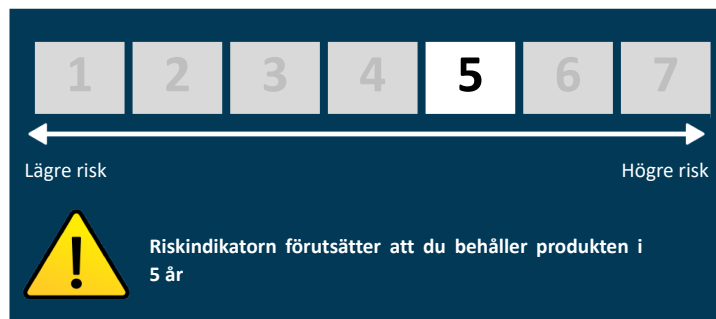 1 2 3 4 5 6 7
Lägre risk Högre risk
!
Riskindikatorn förutsätter att du behåller produkten i
5 år